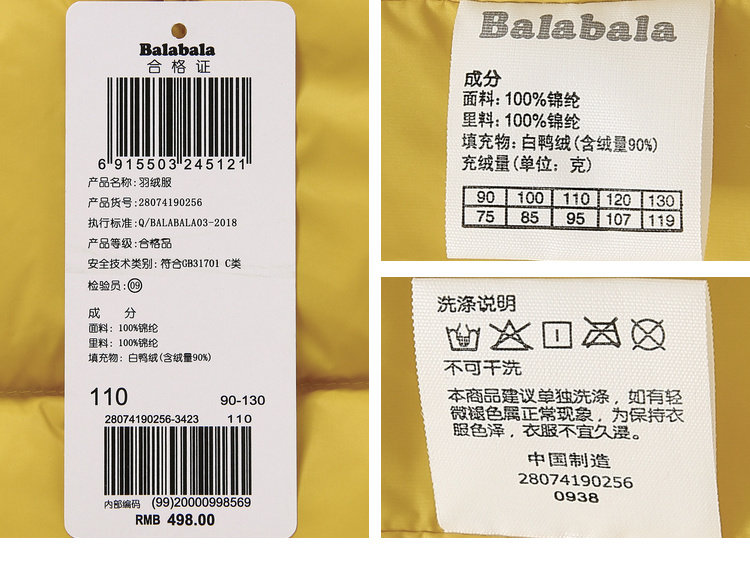 Balabala
合格证
6 915503 245121
产品名称:羽绒服
产品货号:28074190256
执行标准:Q/BALABALA03-2018
产品等级:合格品
安全技术类别:符合GB31701 C类
检验员:09
成 分
面料:100%锦纶
里料:100%锦纶
填充物:白鸭绒(含绒量90%)
110 90-130
28074190256-3423 110
内部编码 (99)20000998569
RMB 498.00
Balabala
成分
面料:100%锦纶
里料:100%锦纶
填充物:白鸭绒(含绒量90%)
充绒量(单位:克)
90 100 110 120 130
75 85 95 107 119
洗涤说明
不可干洗
本商品建议单独洗涤，如有轻
微褪色属正常现象，为保持衣
服色泽，衣服不宜久浸。
中国制造
28074190256
0938